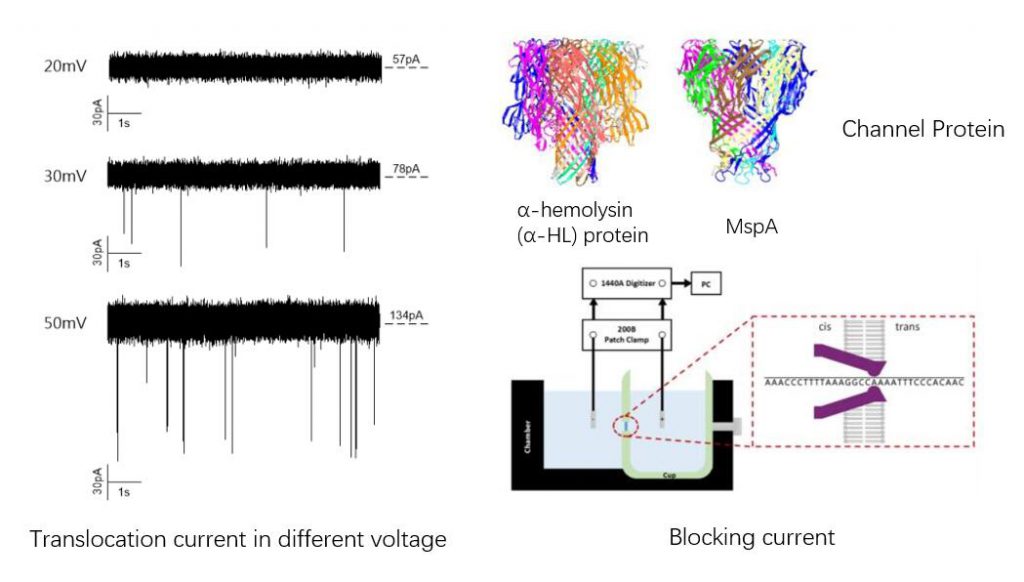 20mV
57pA
30pA
1s
30mV
78pA
30pA
1s
50mV
134pA
30pA
1s
Translocation current in different voltage
Channel Protein
α-hemolysin
(α-HL) protein
MspA
1440A Digitizer
PC
200B
Patch Clamp
Chamber
Cup
cis
trans
AAACCCTTTTAAAGGCCAAAATTTCCCACAAC
Blocking current